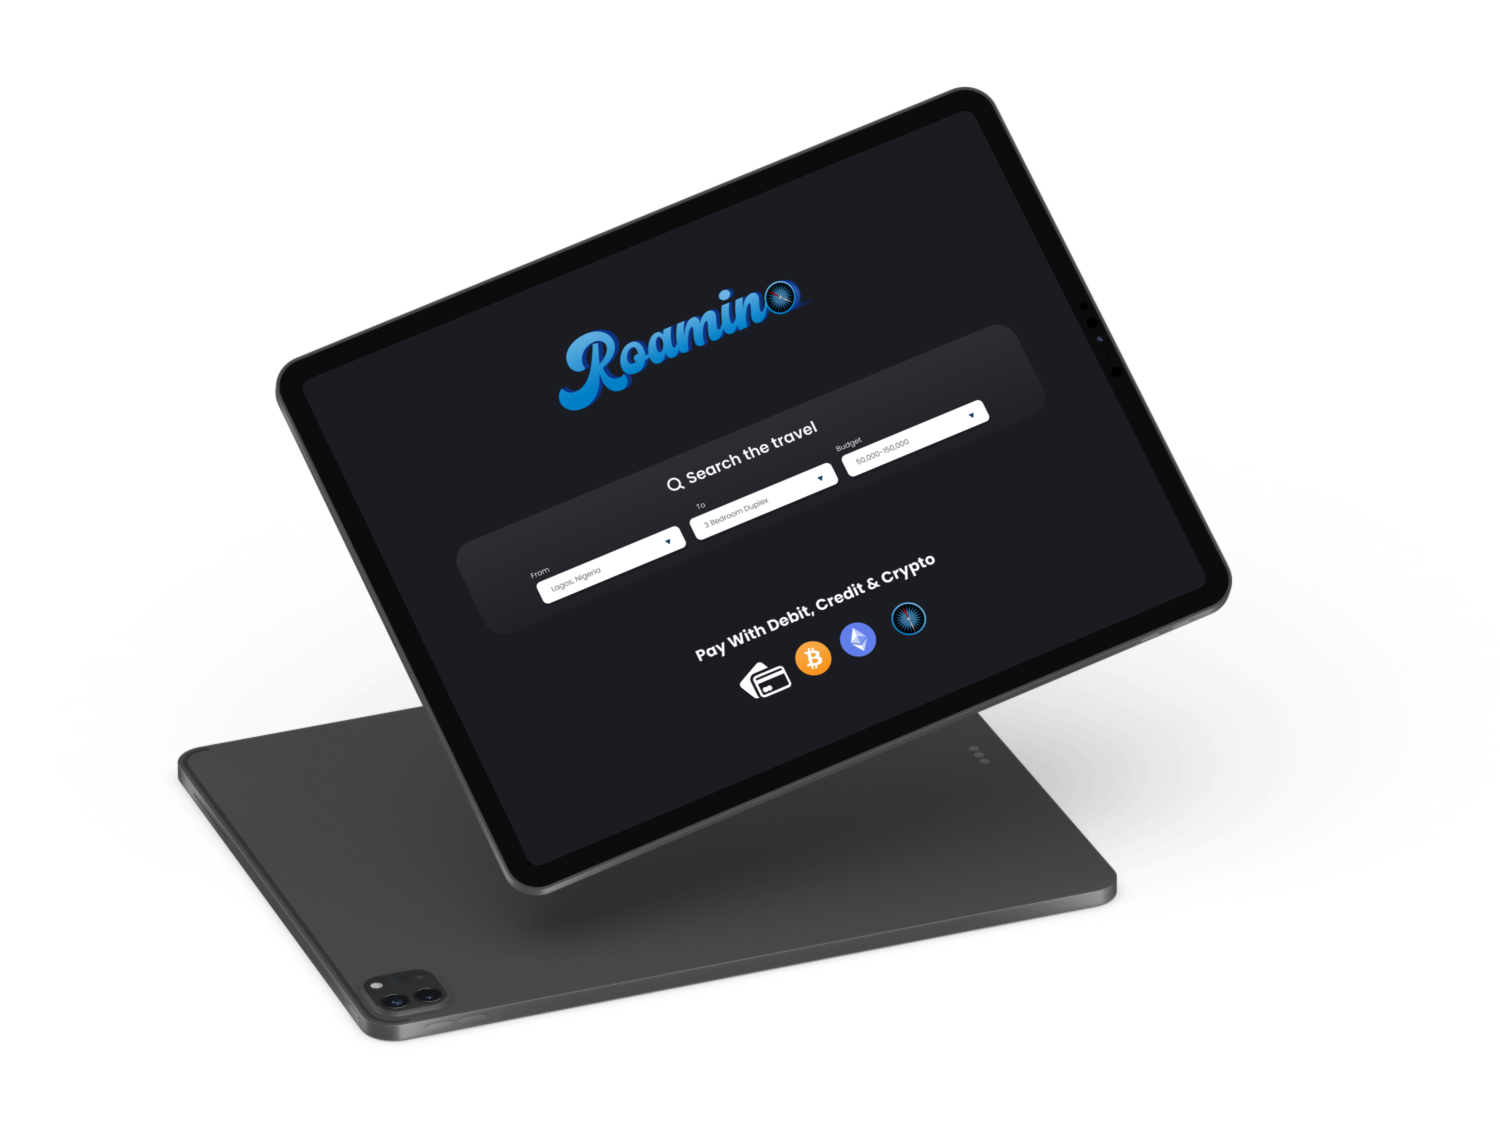 Roamino
Search the travel
From
Lagos, Nigeria
To
3 Bedroom Duplex
Budget
50,000-150,000
Pay With Debit, Credit & Crypto